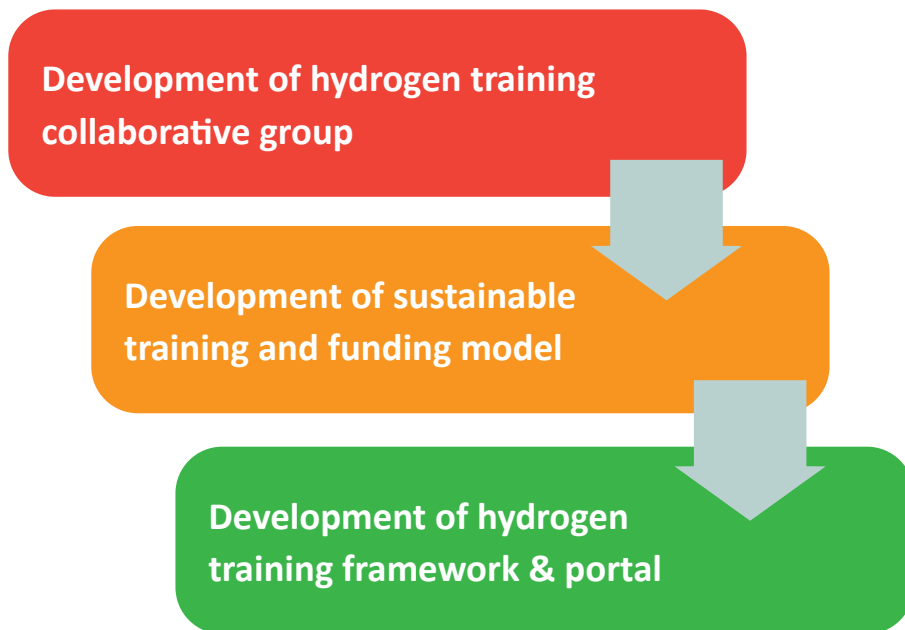 Development of hydrogen training
collaborative group
Development of sustainable
training and funding model
Development of hydrogen
training framework & portal